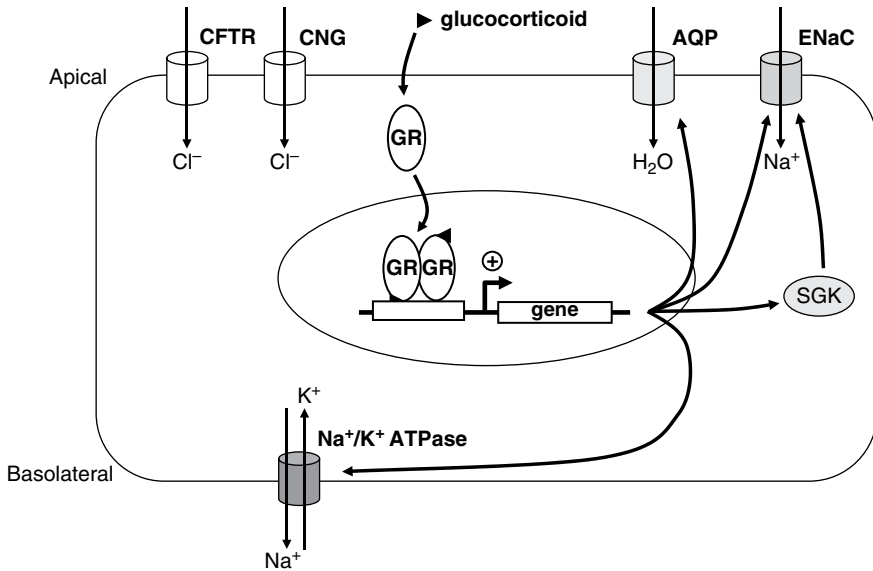 glucocorticoid
CFTR
CNG
AQP
ENaC
Apical
GR
Cl⁻
Cl⁻
H₂O
Na⁺
GR GR
+
gene
SGK
K⁺
Na⁺/K⁺ ATPase
Basolateral
Na⁺